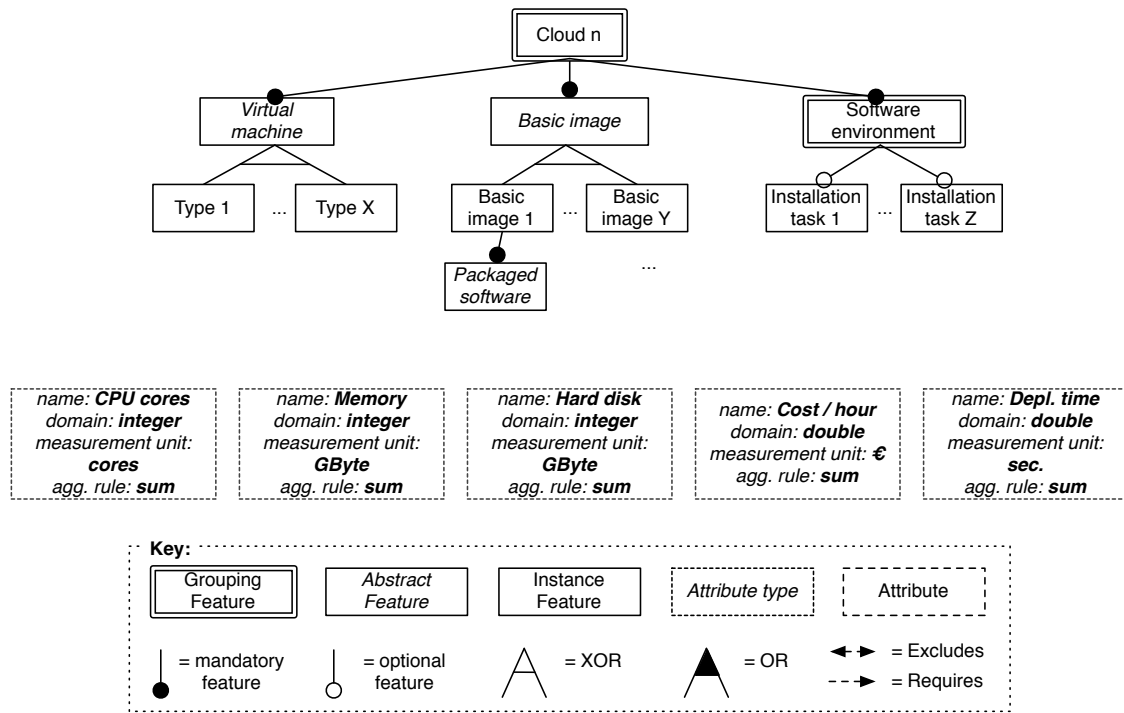 Cloud n
Virtual
machine
Basic image
Software
environment
Type 1
...
Type X
Basic
image 1
...
Basic
image Y
Installation
task 1
...
Installation
task Z
Packaged
software
...
name: CPU cores
domain: integer
measurement unit:
cores
agg. rule: sum
name: Memory
domain: integer
measurement unit:
GByte
agg. rule: sum
name: Hard disk
domain: integer
measurement unit:
GByte
agg. rule: sum
name: Cost / hour
domain: double
measurement unit: €
agg. rule: sum
name: Depl. time
domain: double
measurement unit:
sec.
agg. rule: sum
Key:
Grouping
Feature
Abstract
Feature
Instance
Feature
Attribute type
Attribute
= mandatory
feature
= optional
feature
= XOR
= OR
= Excludes
= Requires